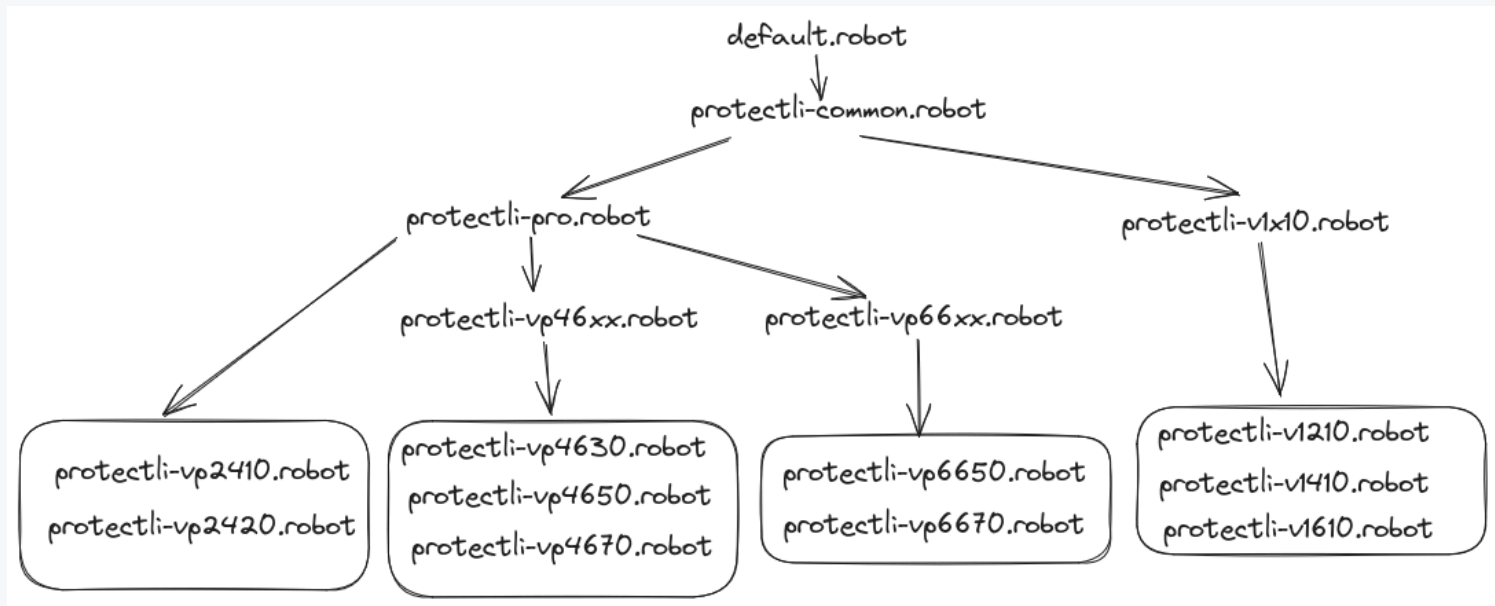 default.robot
protectli-common.robot
protectli-pro.robot
protectli-v1x10.robot
protectli-vp46xx.robot
protectli-vp66xx.robot
protectli-vp2410.robot
protectli-vp2420.robot
protectli-vp4630.robot
protectli-vp4650.robot
protectli-vp4670.robot
protectli-vp6650.robot
protectli-vp6670.robot
protectli-v1210.robot
protectli-v1410.robot
protectli-v1610.robot